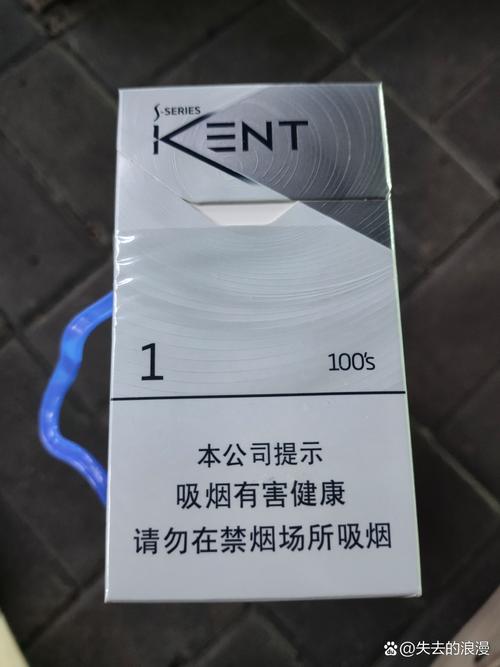 S-SERIES
KENT
1
100's
本公司提示
吸烟有害健康
请勿在禁烟场所吸烟
@失去的浪漫